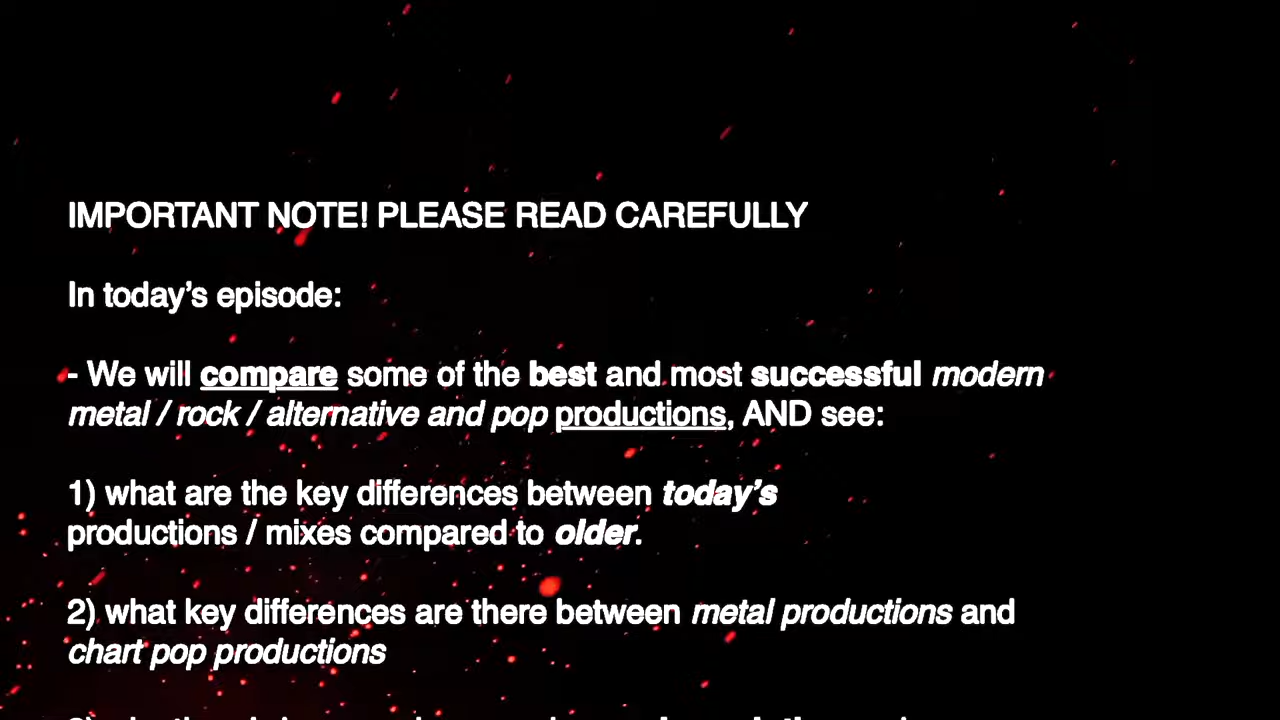 IMPORTANT NOTE! PLEASE READ CAREFULLY
In today’s episode:
- We will compare some of the best and most successful modern
metal / rock / alternative and pop productions, AND see:
1) what are the key differences between today’s
productions / mixes compared to older.
2) what key differences are there between metal productions and
chart pop productions